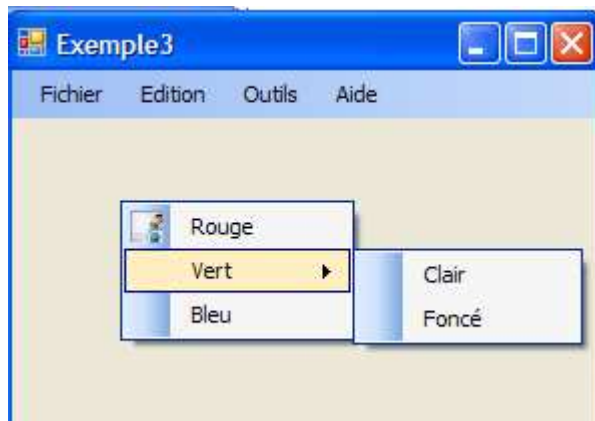 Exemple3
Fichier Edition Outils Aide
Rouge
Vert
Clair
Bleu
Foncé